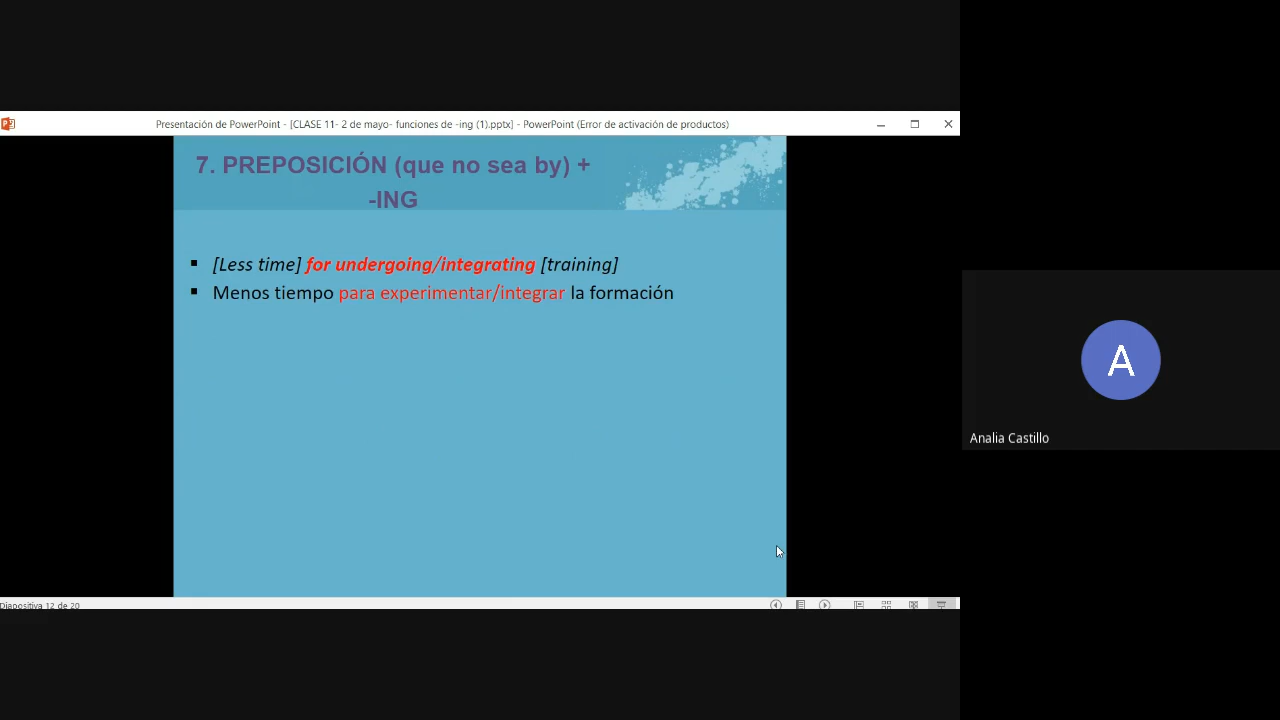 Presentación de PowerPoint - [CLASE 11- 2 de mayo- funciones de -ing (1).pptx] - PowerPoint (Error de activación de productos)
7. PREPOSICIÓN (que no sea by) +
-ING
[Less time] for undergoing/integrating [training]
Menos tiempo para experimentar/integrar la formación
A
Analia Castillo
Diapositiva 12 de 20